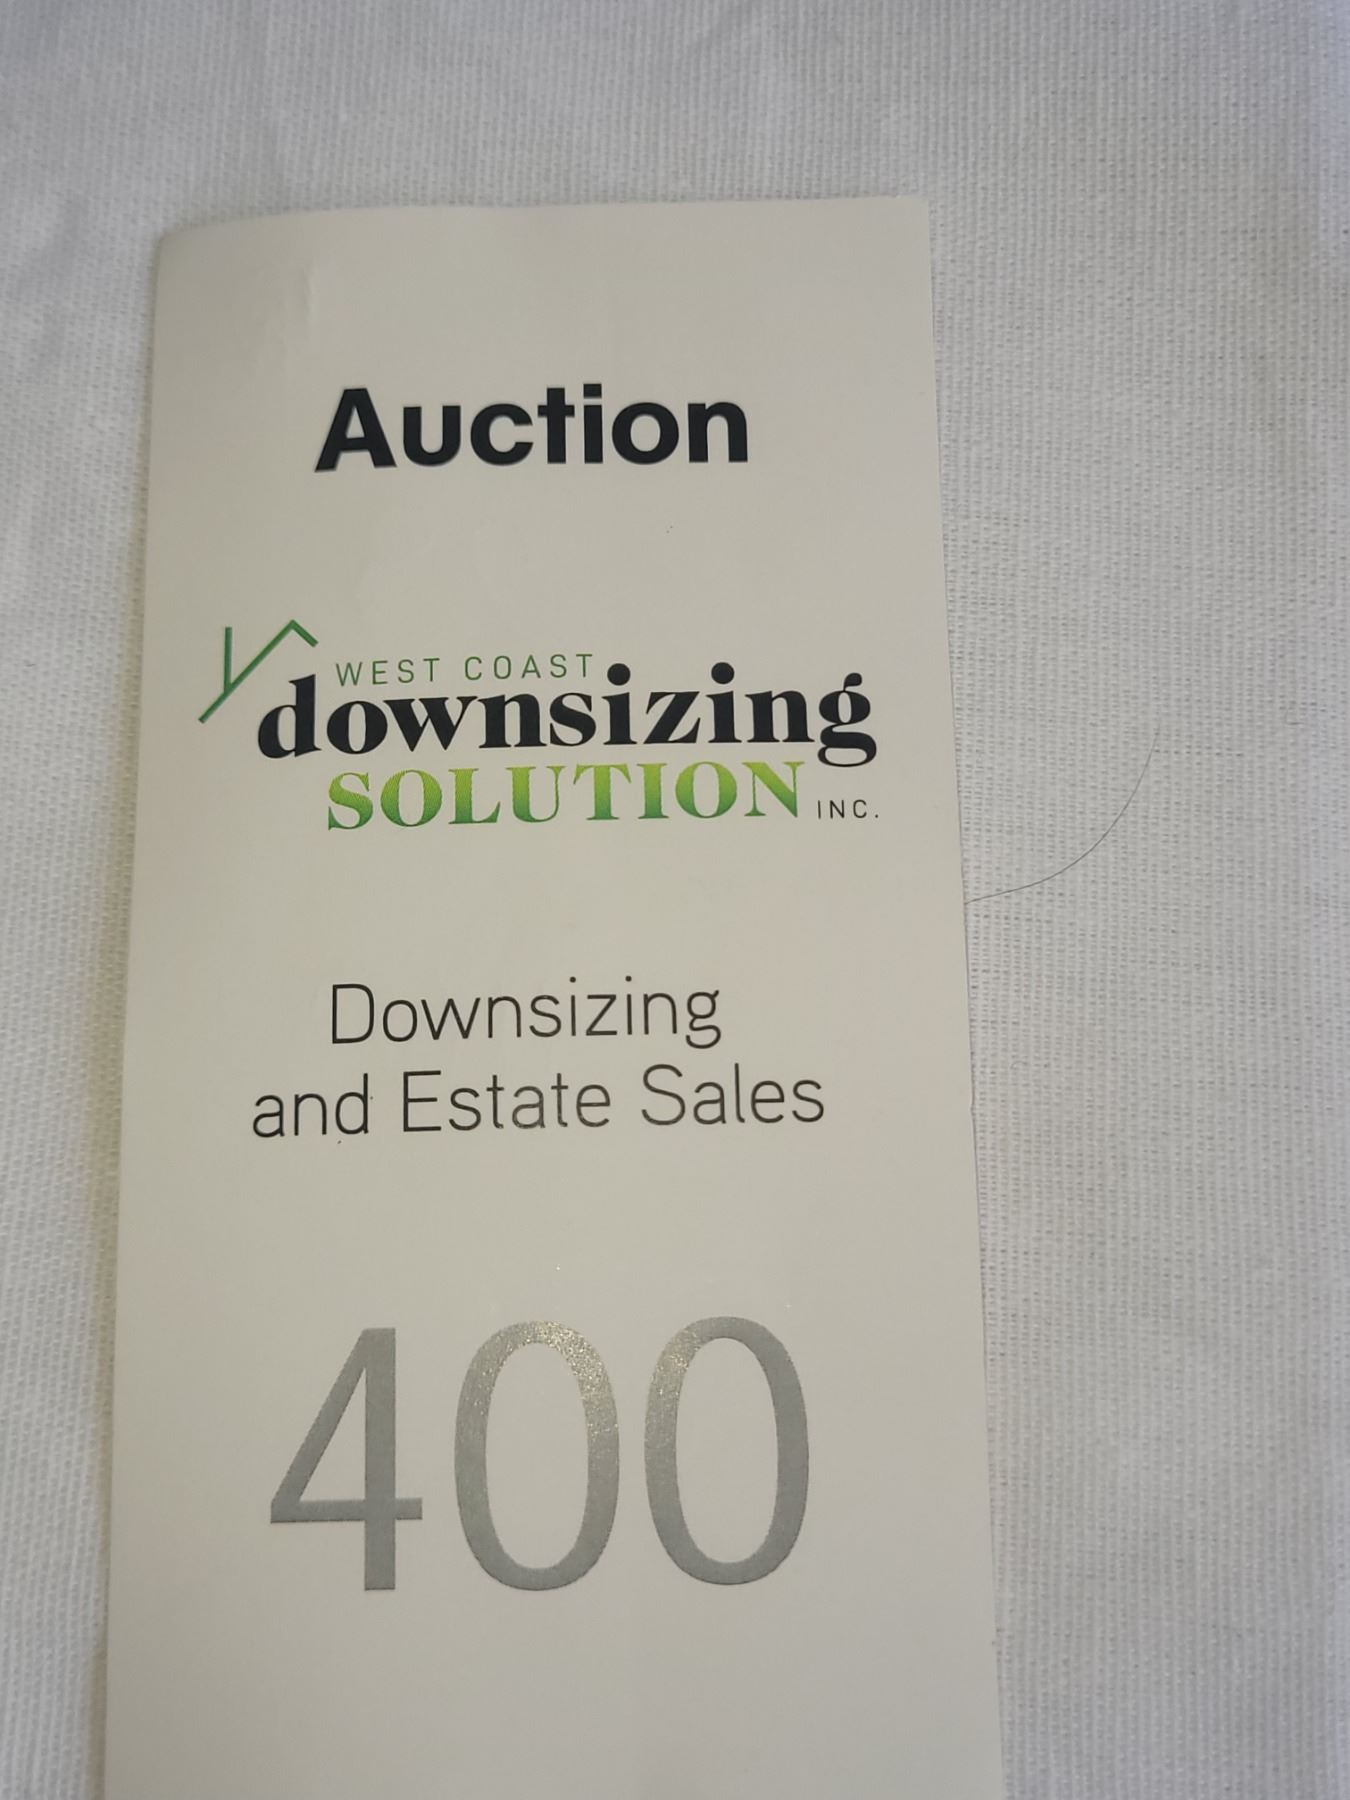 Auction
WEST COAST
downsizing
SOLUTION INC.
Downsizing
and Estate Sales
400